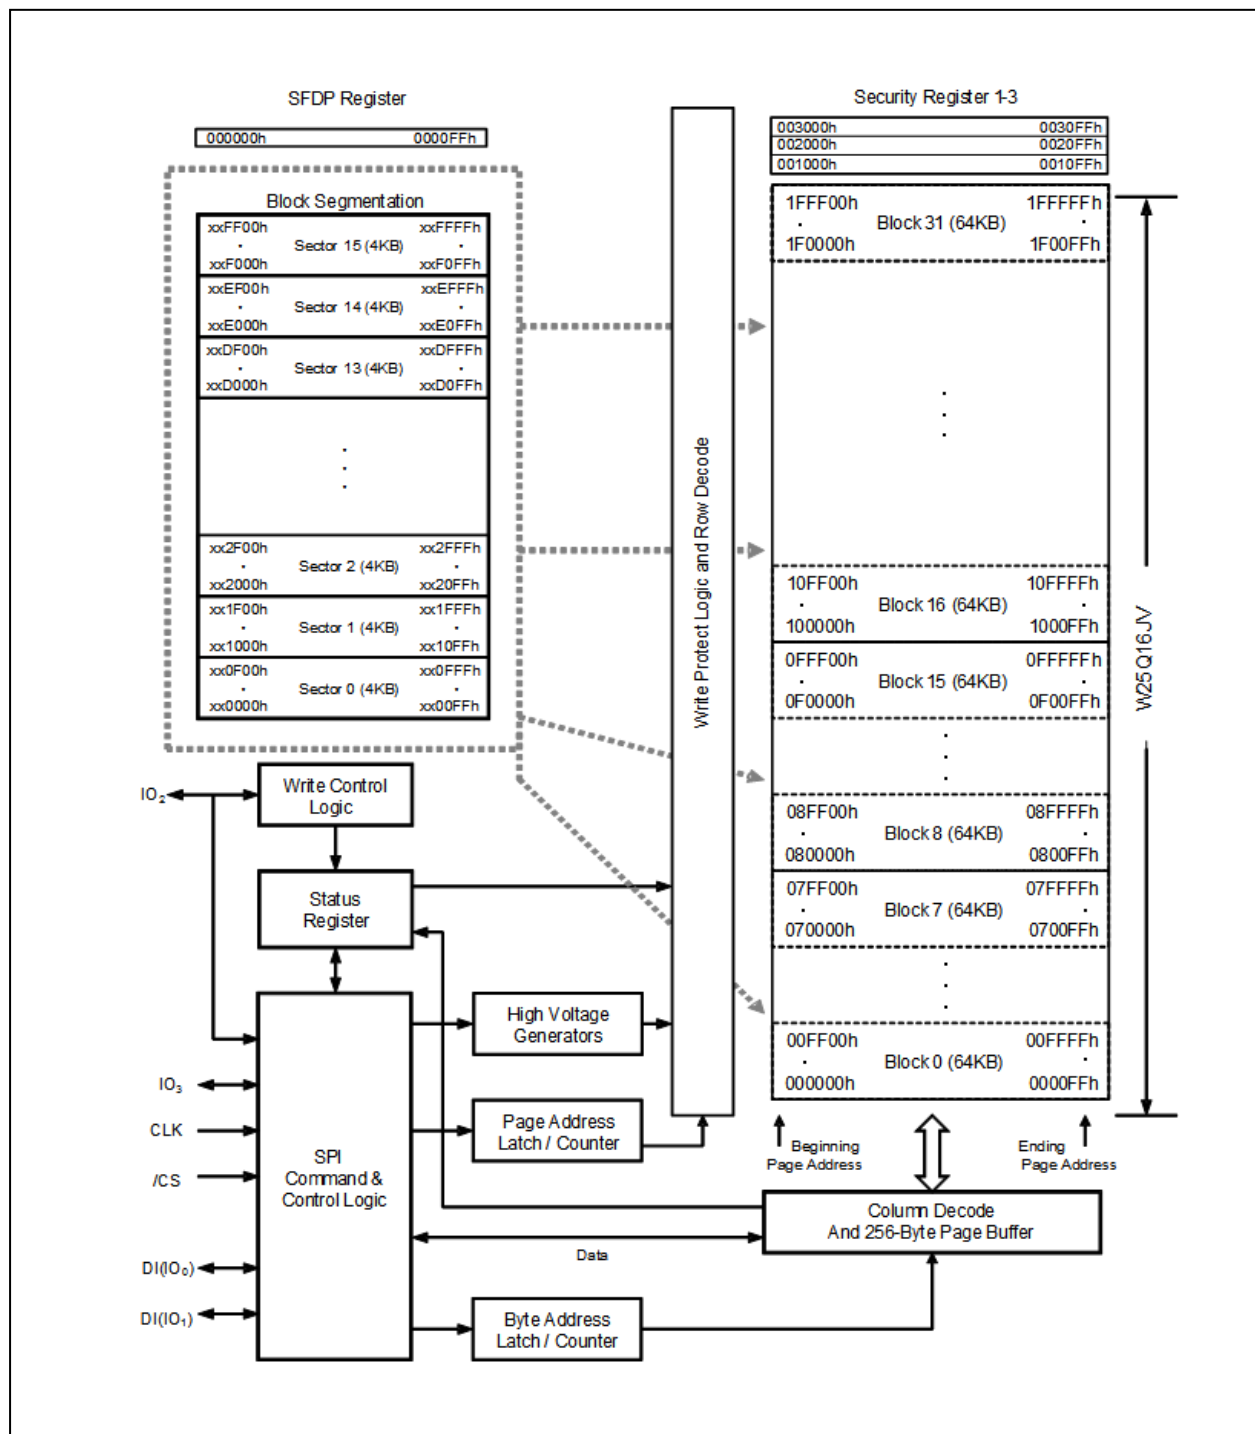 SFDP Register
000000h 0000FFh
Block Segmentation
xxFF00h xxFFFFh
Sector 15 (4KB)
xxF000h xxF0FFh
xxEF00h xxEFFFh
Sector 14 (4KB)
xxE000h xxE0FFh
xxDF00h xxDFFFh
Sector 13 (4KB)
xxD000h xxD0FFh
xx2F00h xx2FFFh
Sector 2 (4KB)
xx2000h xx20FFh
xx1F00h xx1FFFh
Sector 1 (4KB)
xx1000h xx10FFh
xx0F00h xx0FFFh
Sector 0 (4KB)
xx0000h xx00FFh
Write Protect Logic and Row Decode
Security Register 1-3
003000h 0030FFh
002000h 0020FFh
001000h 0010FFh
1FFF00h 1FFFFFh
Block 31 (64KB)
1F0000h 1F00FFh
10FF00h 10FFFFh
Block 16 (64KB)
100000h 1000FFh
0FFF00h 0FFFFFh
Block 15 (64KB)
0F0000h 0F00FFh
08FF00h 08FFFFh
Block 8 (64KB)
080000h 0800FFh
07FF00h 07FFFFh
Block 7 (64KB)
070000h 0700FFh
00FF00h 00FFFFh
Block 0 (64KB)
000000h 0000FFh
W25Q16JV
Beginning
Page Address
Ending
Page Address
IO₂
Write Control
Logic
Status
Register
High Voltage
Generators
IO₃
CLK
/CS
Page Address
Latch / Counter
SPI
Command &
Control Logic
Column Decode
And 256-Byte Page Buffer
Data
DI(IO₀)
DI(IO₁)
Byte Address
Latch / Counter